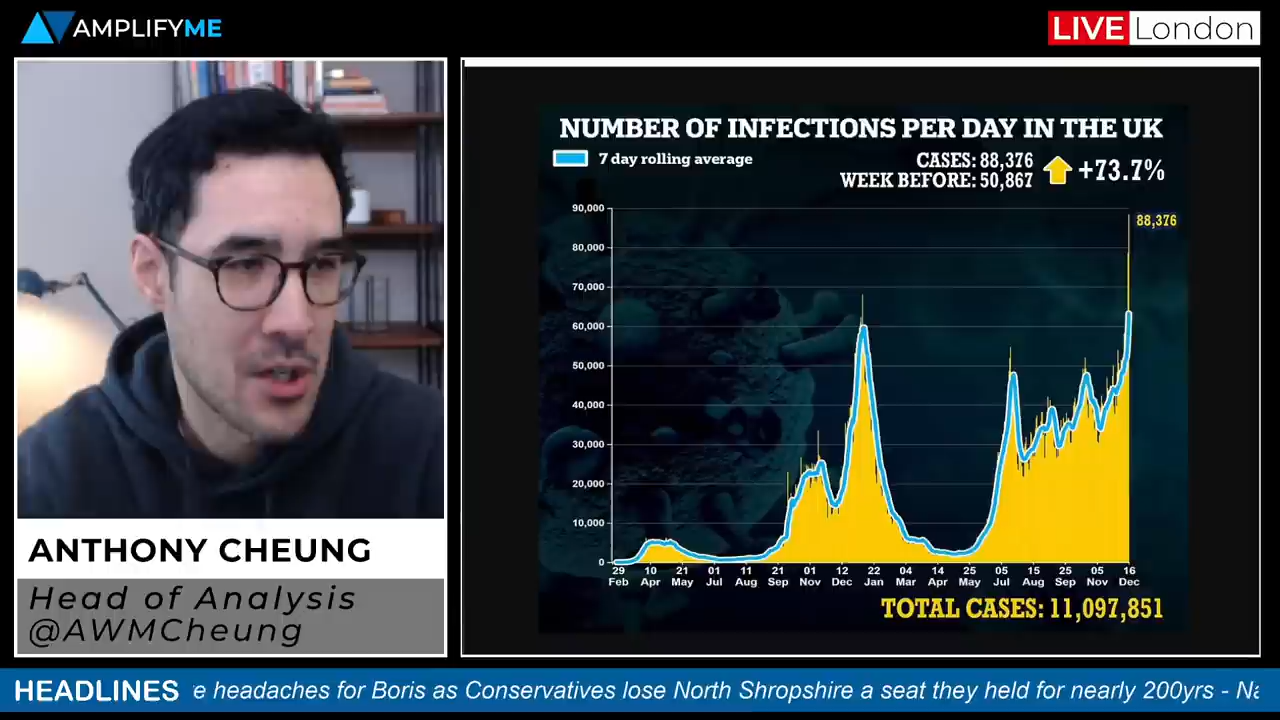 AMPLIFYME
LIVE London
NUMBER OF INFECTIONS PER DAY IN THE UK
7 day rolling average
CASES: 88,376
WEEK BEFORE: 50,867
+73.7%
90,000
88,376
80,000
70,000
60,000
50,000
40,000
30,000
20,000
10,000
0
29 10 21 01 11 21 01 12 22 04 14 25 05 15 25 05 16
Feb Apr May Jul Aug Sep Nov Dec Jan Mar Apr May Jul Aug Sep Nov Dec
TOTAL CASES: 11,097,851
ANTHONY CHEUNG
Head of Analysis
@AWMCheung
HEADLINES e headaches for Boris as Conservatives lose North Shropshire a seat they held for nearly 200yrs - Na